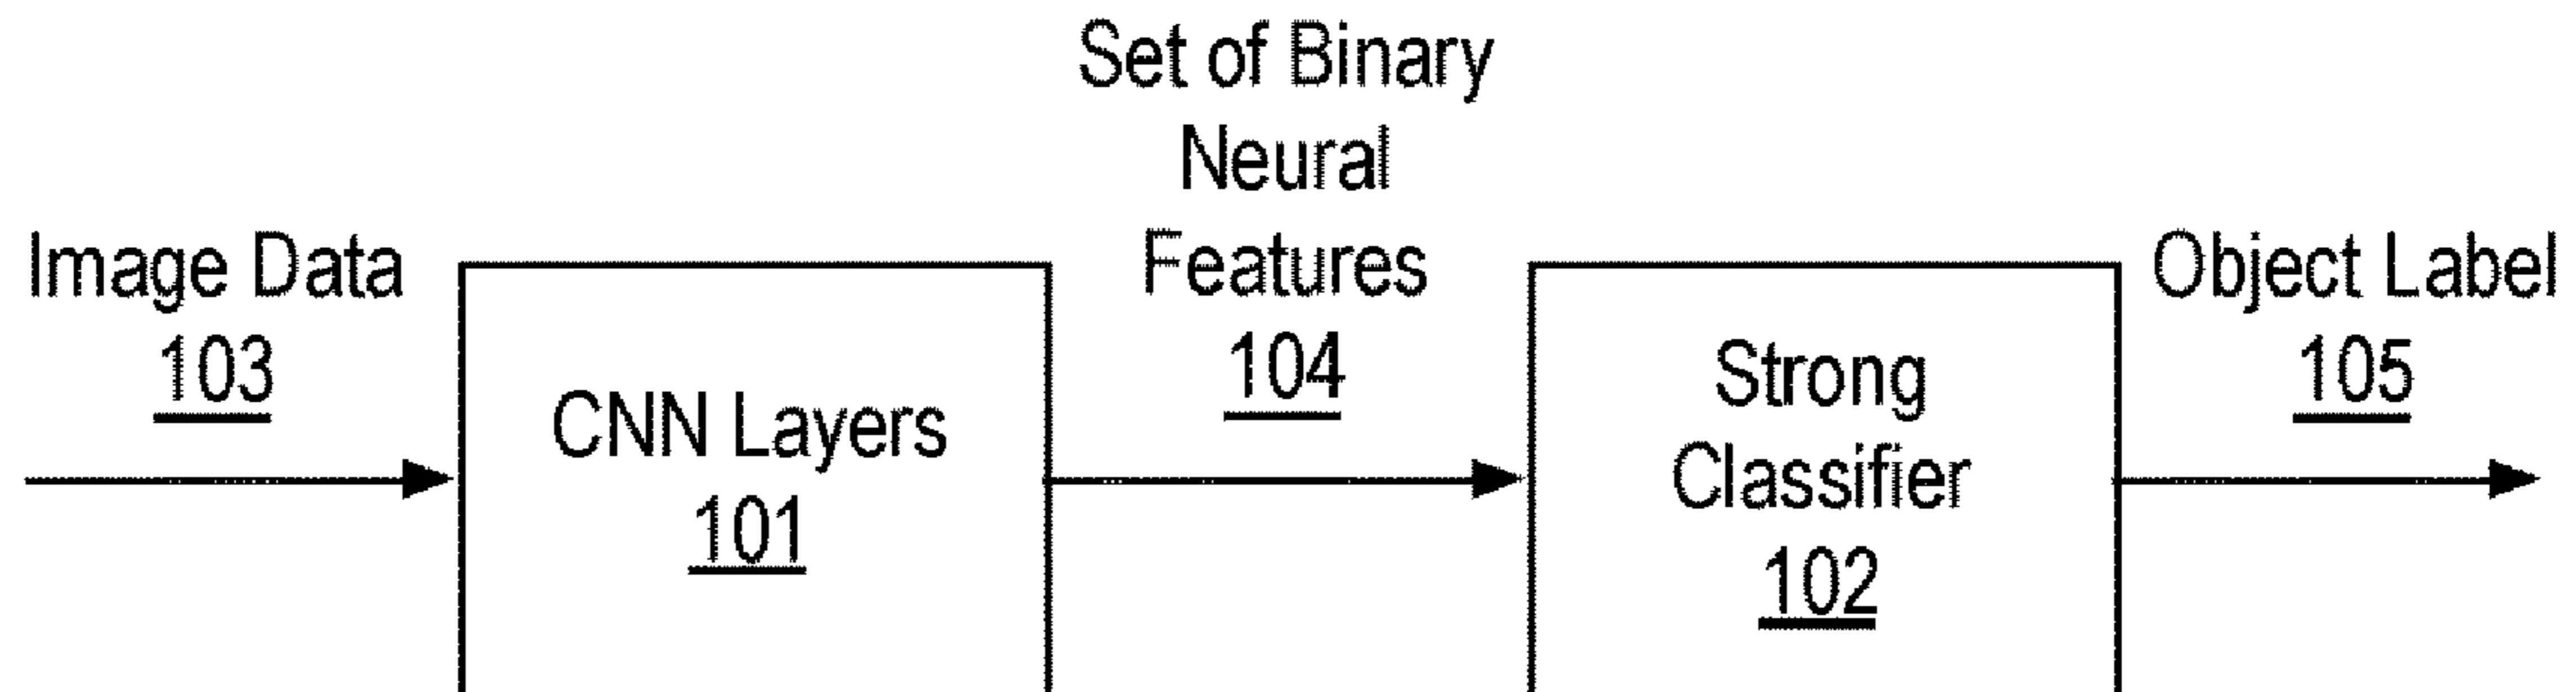 Image Data
103
CNN Layers
101
Set of Binary
Neural
Features
104
Strong
Classifier
102
Object Label
105